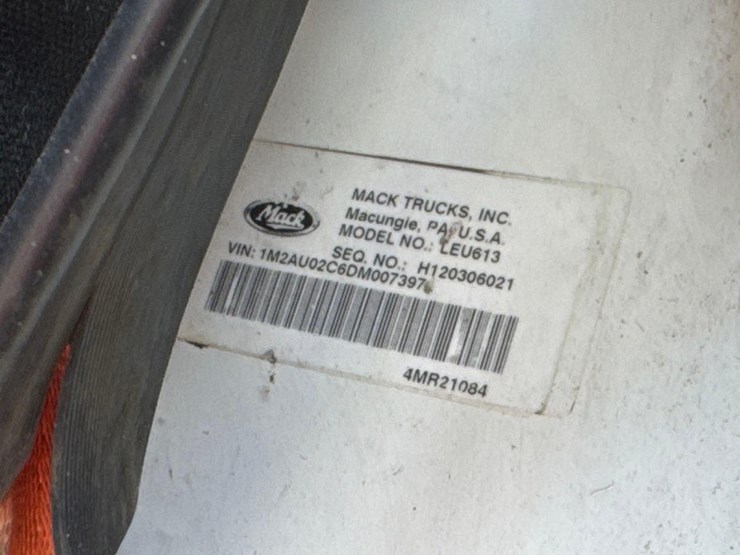 Mack
MACK TRUCKS, INC.
Macungie, PA, U.S.A.
MODEL NO.: LEU613
SEQ. NO.: H120306021
VIN: 1M2AU02C6DM007397
4MR21084